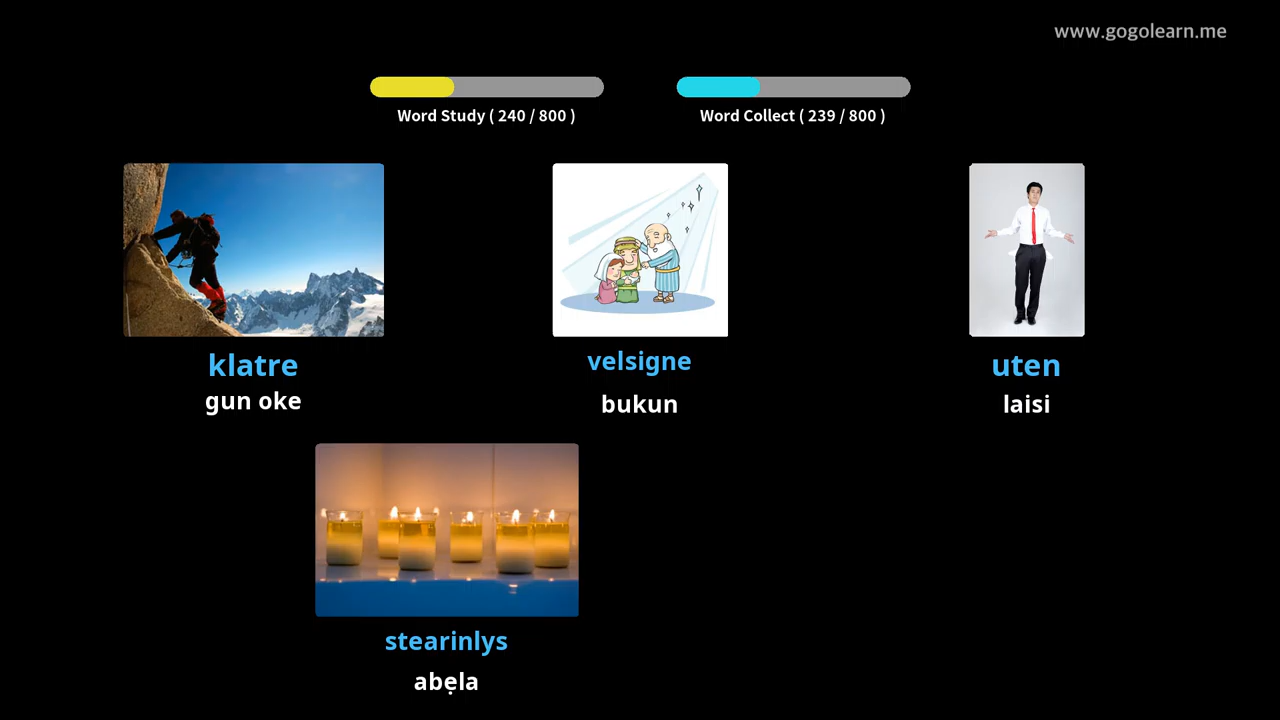 www.gogolearn.me
Word Study ( 240 / 800 )
Word Collect ( 239 / 800 )
klatre
gun oke
velsigne
bukun
uten
laisi
stearinlys
abẹla